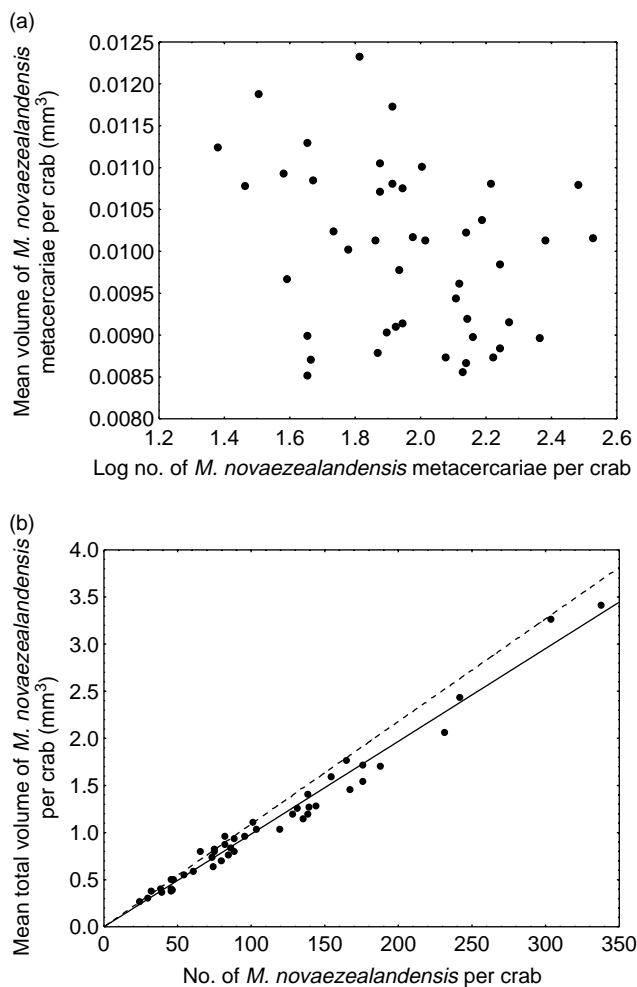 (a)
Mean volume of M. novaezealandensis
metacercariae per crab (mm³)
0.0125
0.0120
0.0115
0.0110
0.0105
0.0100
0.0095
0.0090
0.0085
0.0080
1.2 1.4 1.6 1.8 2.0 2.2 2.4 2.6
Log no. of M. novaezealandensis metacercariae per crab
(b)
Mean total volume of M. novaezealandensis
per crab (mm³)
4.0
3.5
3.0
2.5
2.0
1.5
1.0
0.5
0.0
0 50 100 150 200 250 300 350
No. of M. novaezealandensis per crab